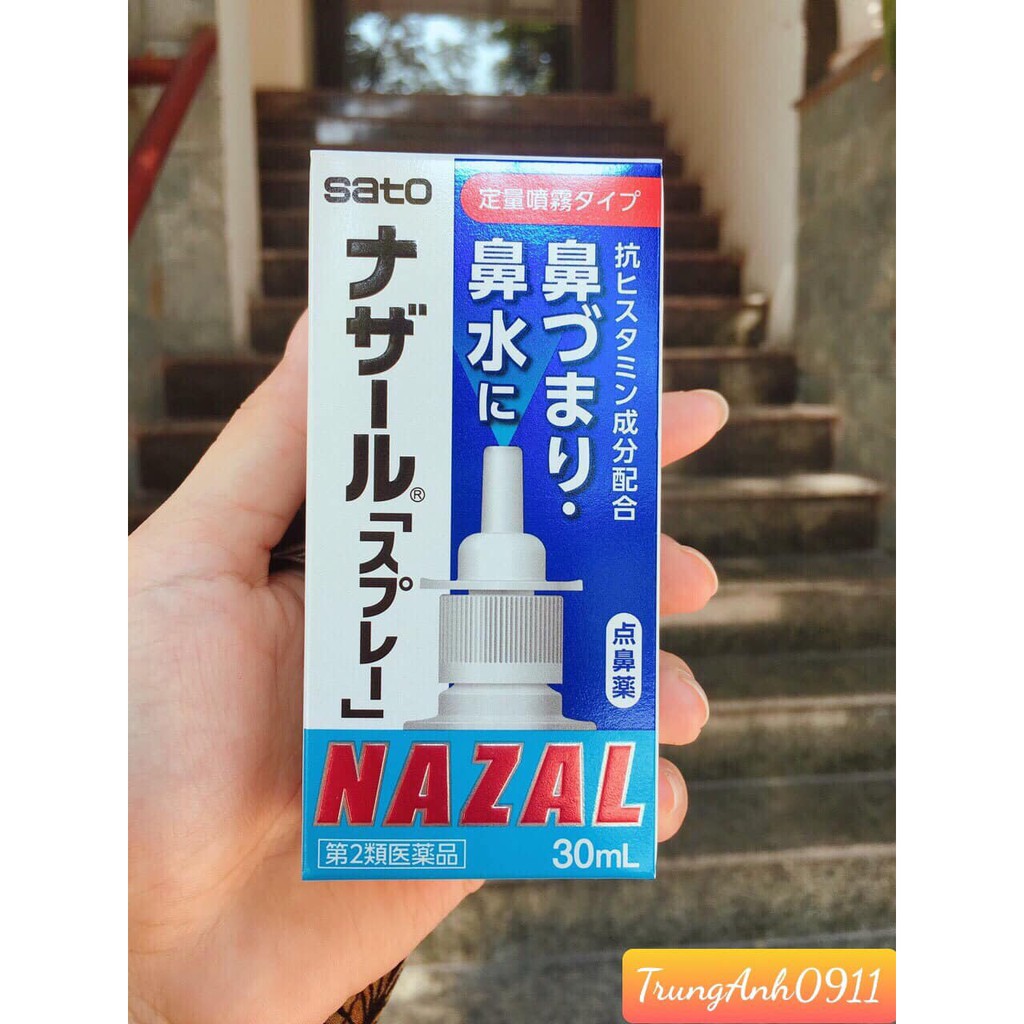 sato
定量噴霧タイプ
抗ヒスタミン成分配合
鼻づまり・
鼻水に
ナザール®「スプレー」
点鼻薬
NAZAL
第2類医薬品
30mL
TrungAnh0911